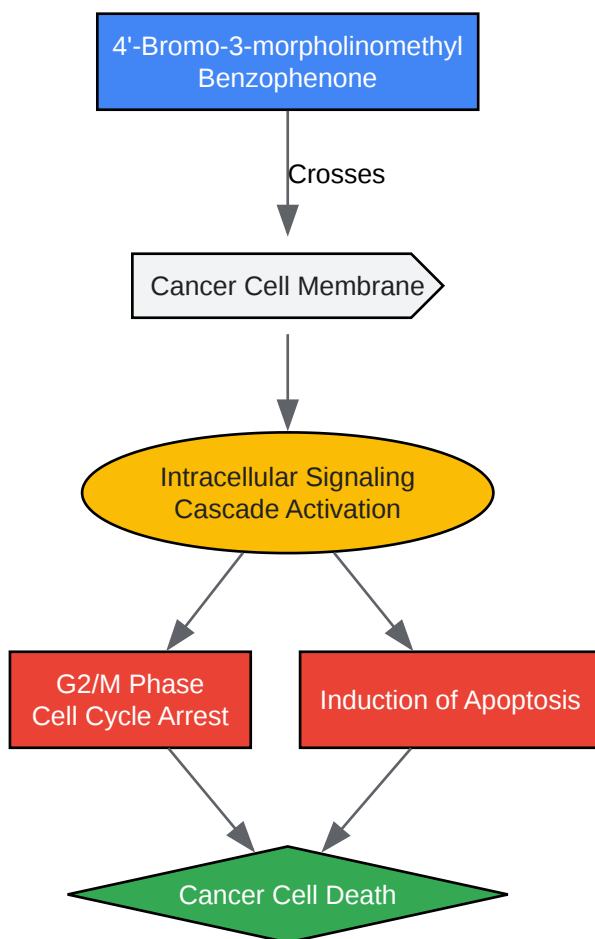 4'-Bromo-3-morpholinomethyl
Benzophenone
Crosses
Cancer Cell Membrane
Intracellular Signaling
Cascade Activation
G2/M Phase
Cell Cycle Arrest
Induction of Apoptosis
Cancer Cell Death